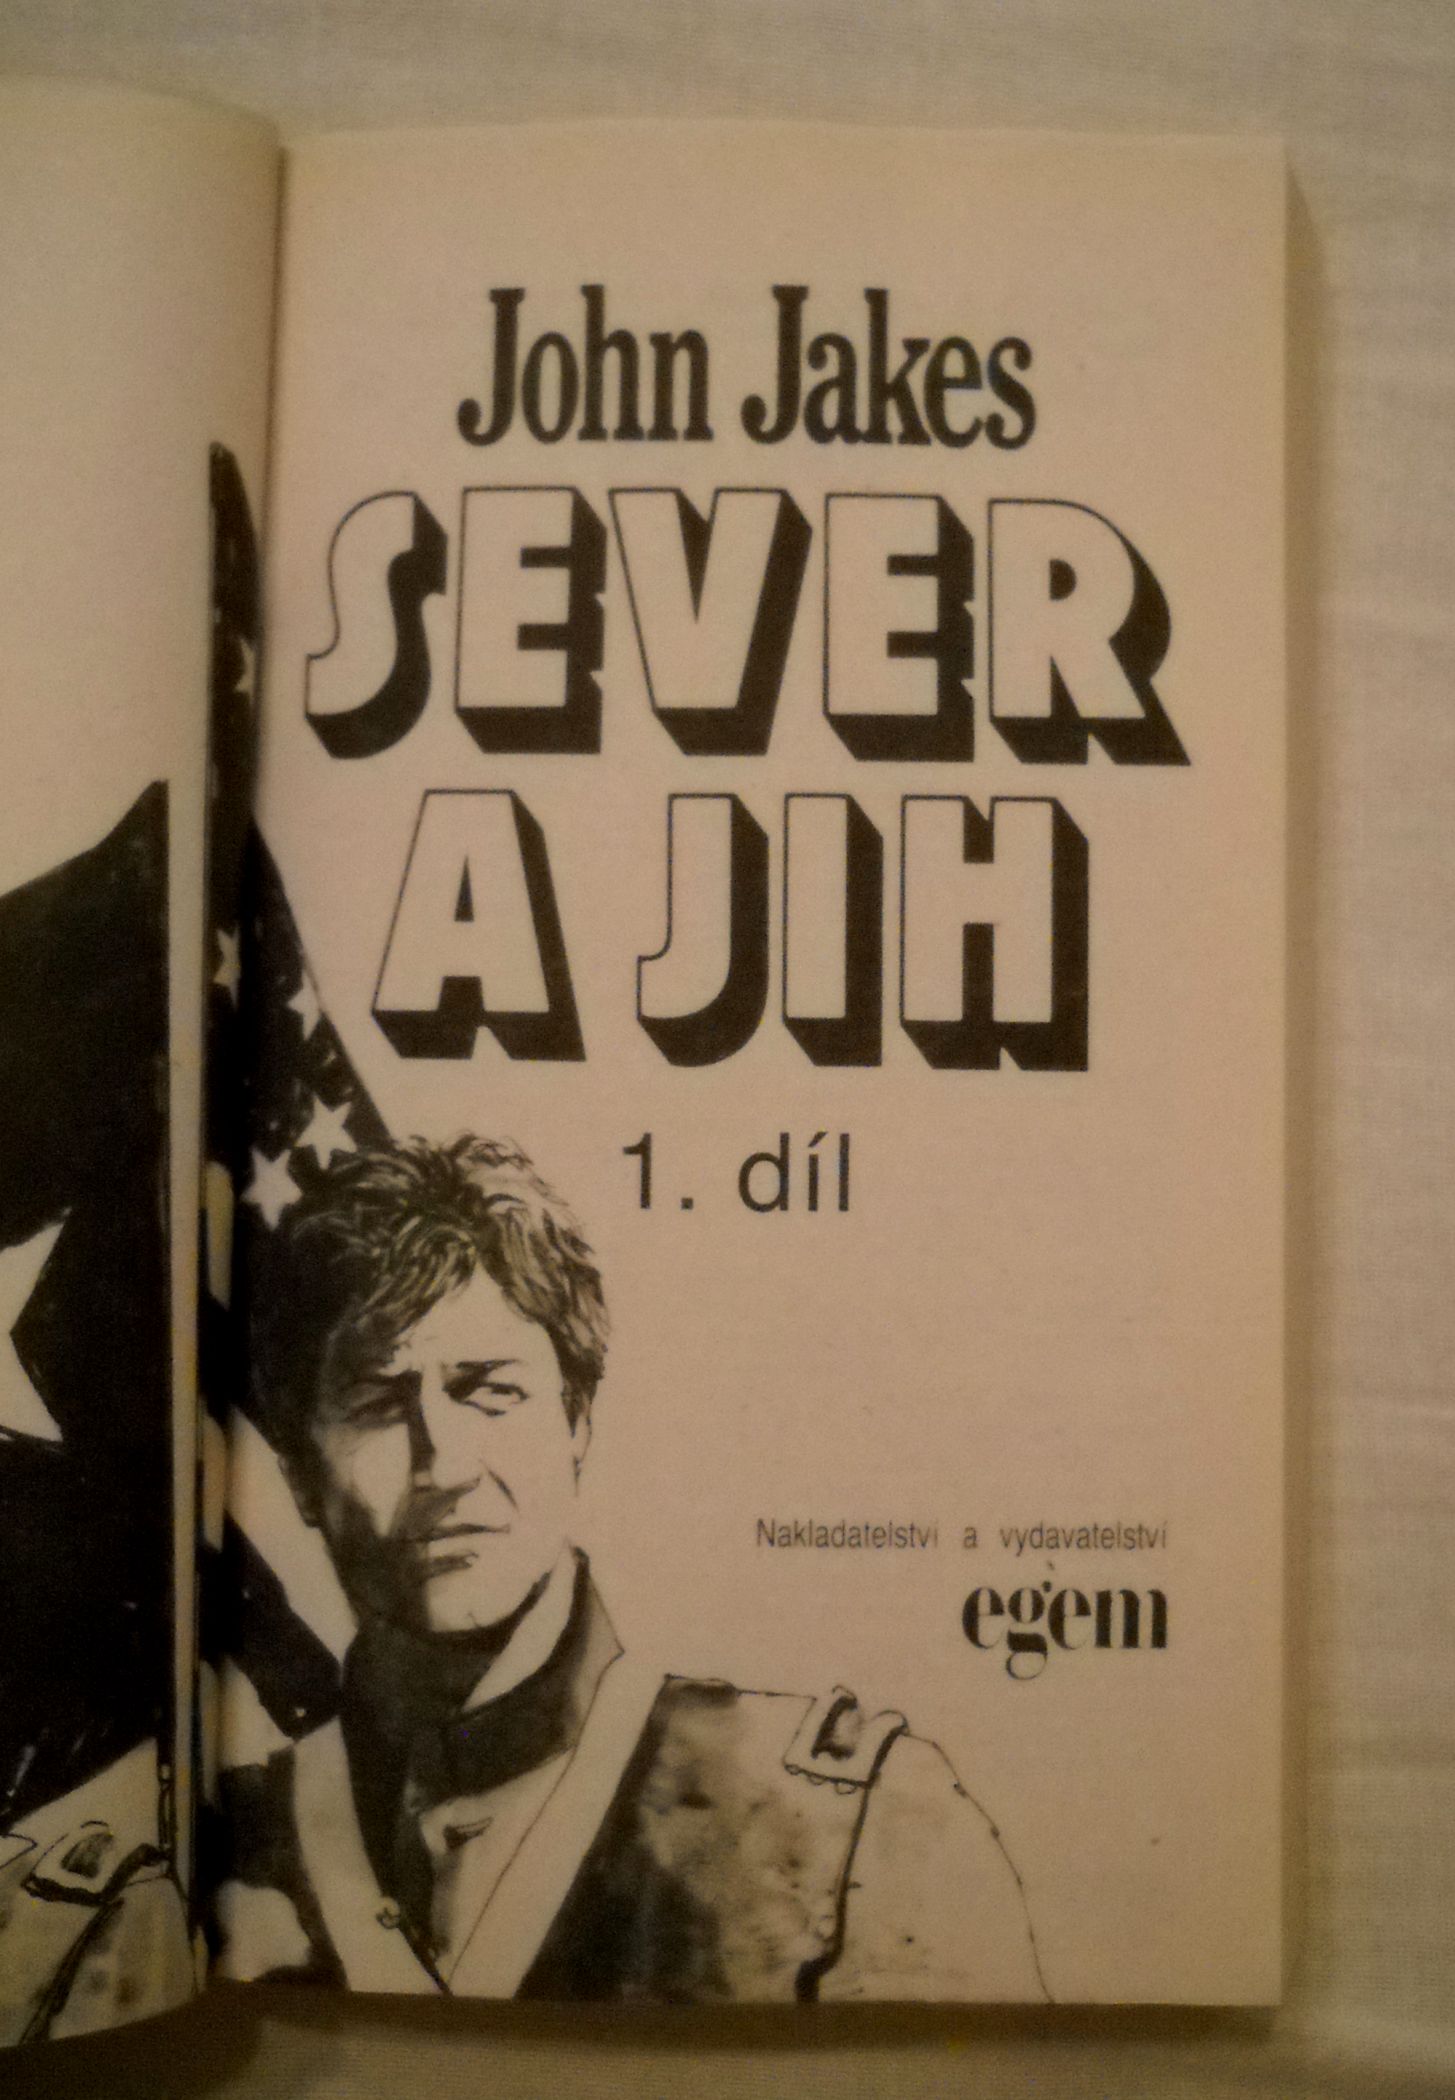 John Jakes
SEVER
A JIH
1. díl
Nakladatelství a vydavatelství
egem